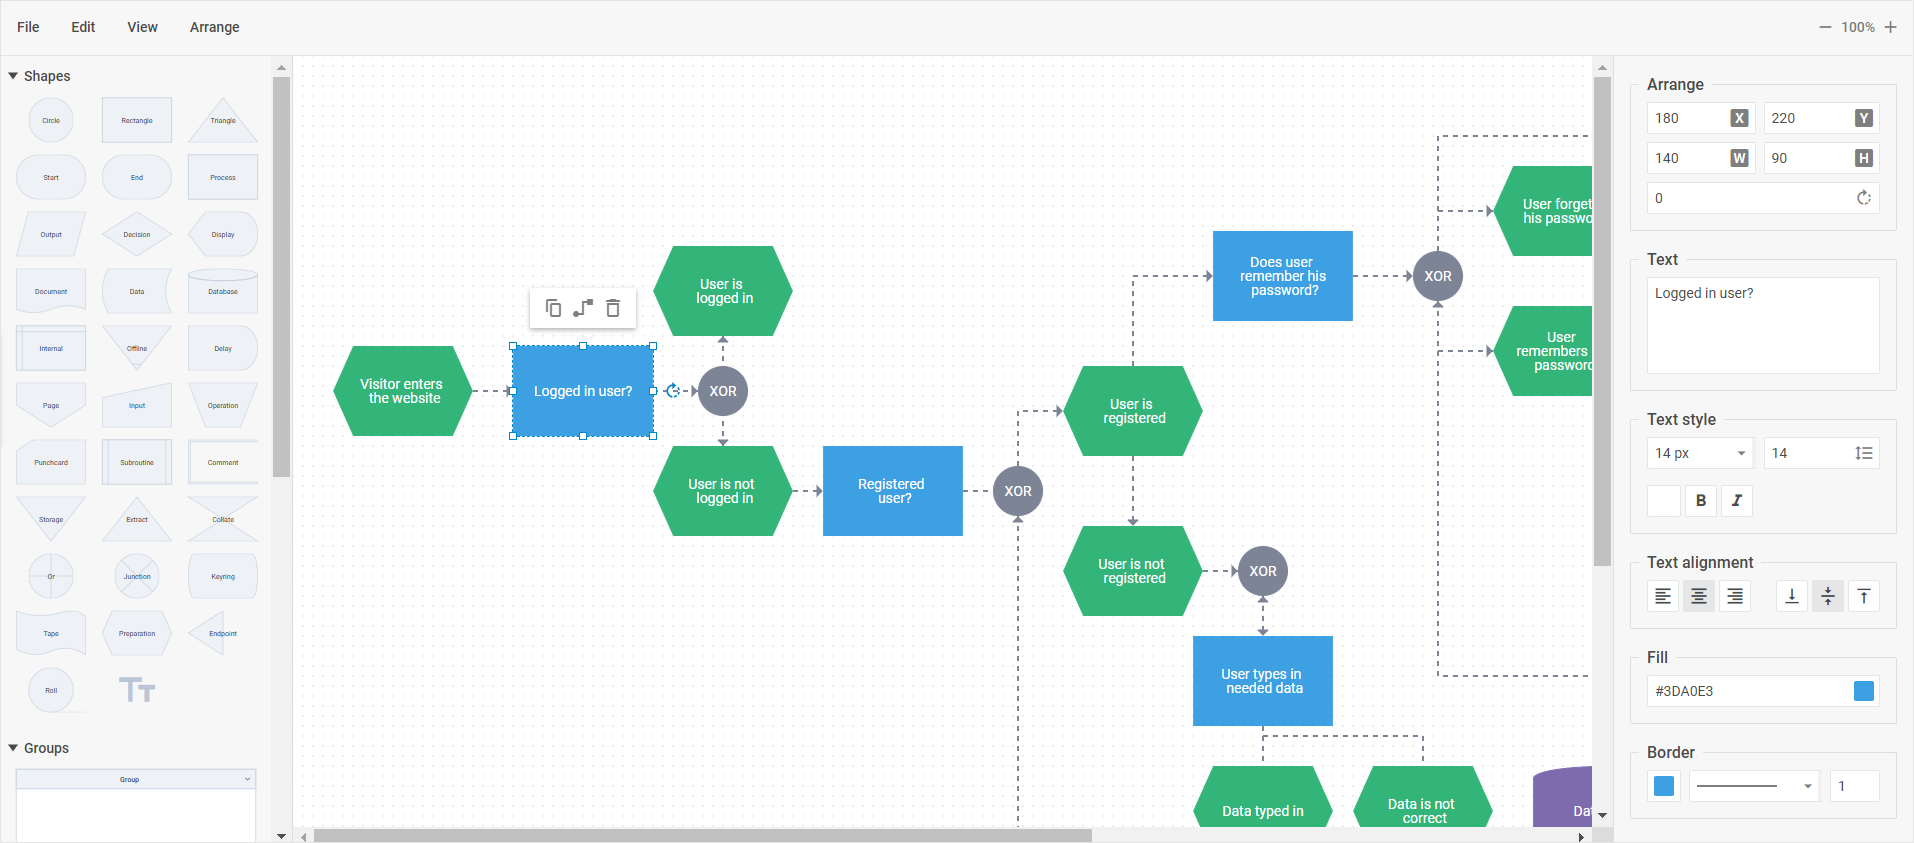 File Edit View Arrange
100%
Shapes
Circle Rectangle Triangle
Start End Process
Output Decision Display
Document Data Database
Internal Offline Delay
Page Input Operation
Punchcard Subroutine Comment
Storage Extract Collate
Or Junction Keyring
Tape Preparation Endpoint
Roll TT
Groups
Group
Visitor enters
the website
Logged in user?
User is
logged in
XOR
User is not
logged in
Registered
user?
XOR
User is
registered
User is not
registered
Does user
remember his
password?
XOR
User forget
his passwo
User
remembers
password
XOR
User types in
needed data
Data typed in
Data is not
correct
Dat
Arrange
180 X 220 Y
140 W 90 H
0
Text
Logged in user?
Text style
14 px 14
B I
Text alignment
Fill
#3DA0E3
Border
1